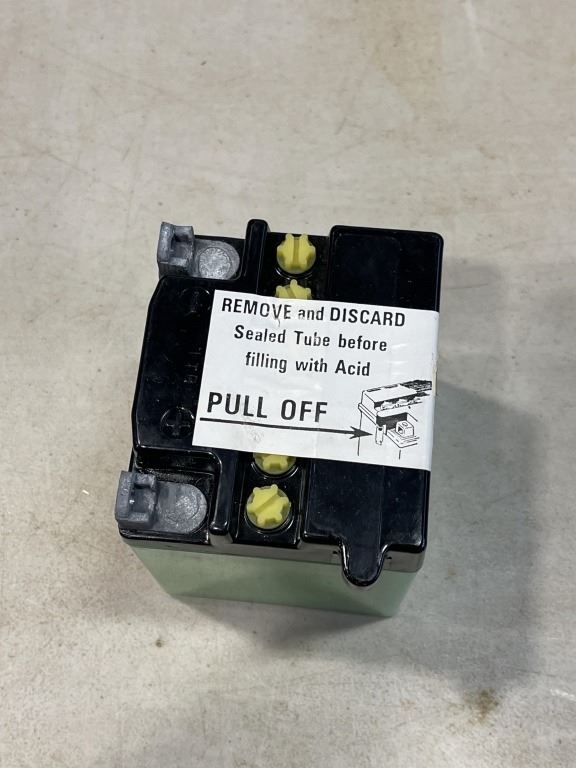 REMOVE and DISCARD
Sealed Tube before
filling with Acid
PULL OFF